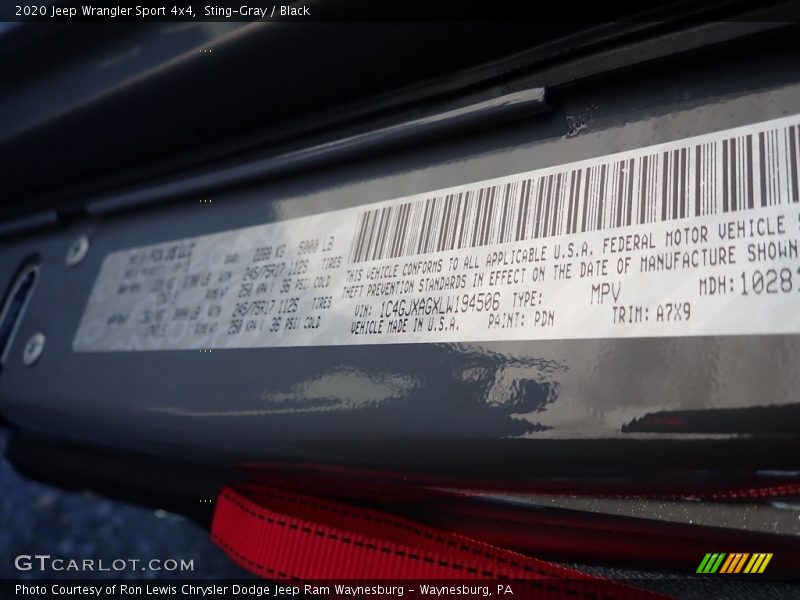 2020 Jeep Wrangler Sport 4x4, Sting-Gray / Black
FCA US LLC
2268 KG 5000 LB
245/75R17 112S TIRES
250 KPA ( 36 PSI) COLD
245/75R17 112S TIRES
250 KPA ( 36 PSI) COLD
THIS VEHICLE CONFORMS TO ALL APPLICABLE U.S.A. FEDERAL MOTOR VEHICLE
THEFT PREVENTION STANDARDS IN EFFECT ON THE DATE OF MANUFACTURE SHOWN
VIN: 1C4GJXAGXLW194506 TYPE: MPV MDH: 10281
VEHICLE MADE IN U.S.A. PAINT: PDN TRIM: A7X9
GTCARLOT.COM
Photo Courtesy of Ron Lewis Chrysler Dodge Jeep Ram Waynesburg - Waynesburg, PA